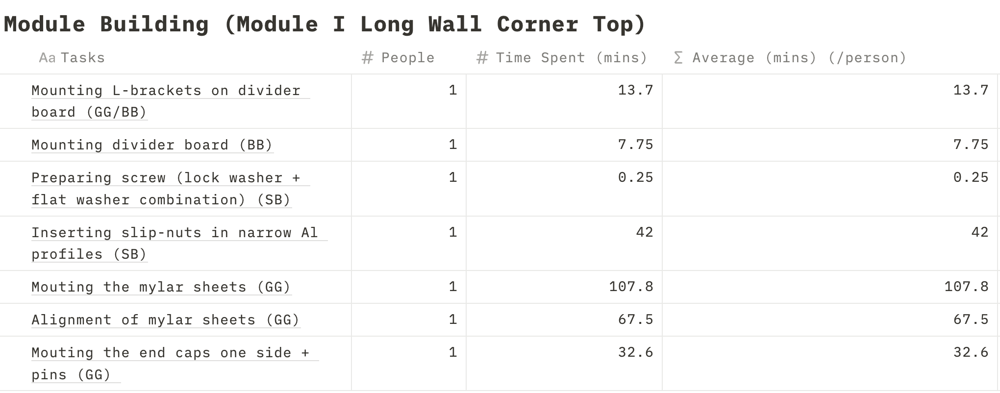 Module Building (Module I Long Wall Corner Top)
Aa Tasks # People # Time Spent (mins) Σ Average (mins) (/person)
Mounting L-brackets on divider 1 13.7 13.7
board (GG/BB)
Mounting divider board (BB) 1 7.75 7.75
Preparing screw (lock washer + 1 0.25 0.25
flat washer combination) (SB)
Inserting slip-nuts in narrow Al 1 42 42
profiles (SB)
Mouting the mylar sheets (GG) 1 107.8 107.8
Alignment of mylar sheets (GG) 1 67.5 67.5
Mouting the end caps one side + 1 32.6 32.6
pins (GG)